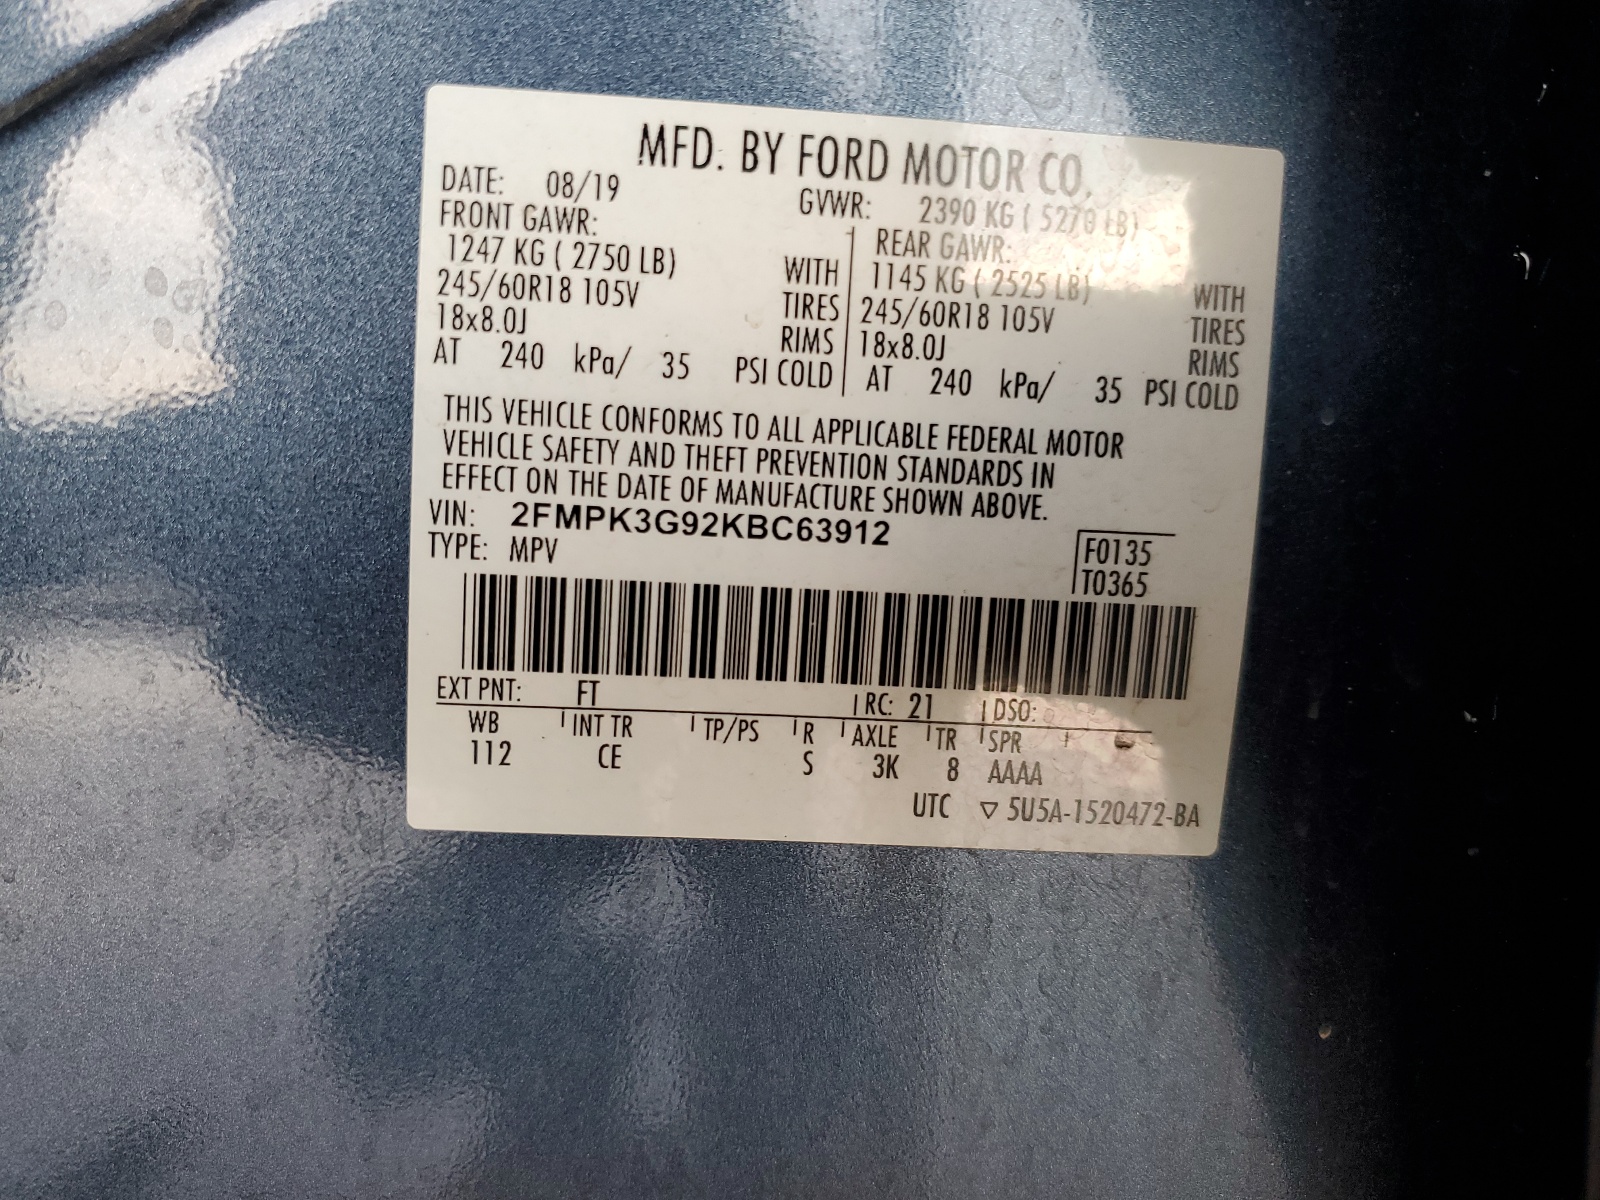 MFD. BY FORD MOTOR CO.
DATE: 08/19 GVWR: 2390 KG ( 5270 LB)
FRONT GAWR: REAR GAWR:
1247 KG ( 2750 LB) WITH 1145 KG ( 2525 LB) WITH
245/60R18 105V TIRES 245/60R18 105V TIRES
18x8.0J RIMS 18x8.0J RIMS
AT 240 kPa/ 35 PSI COLD AT 240 kPa/ 35 PSI COLD
THIS VEHICLE CONFORMS TO ALL APPLICABLE FEDERAL MOTOR
VEHICLE SAFETY AND THEFT PREVENTION STANDARDS IN
EFFECT ON THE DATE OF MANUFACTURE SHOWN ABOVE.
VIN: 2FMPK3G92KBC63912
TYPE: MPV
F0135
T0365
EXT PNT: FT RC: 21 DSO:
WB INT TR TP/PS R AXLE TR SPR
112 CE S 3K 8 AAAA
UTC ▽ 5U5A-1520472-BA